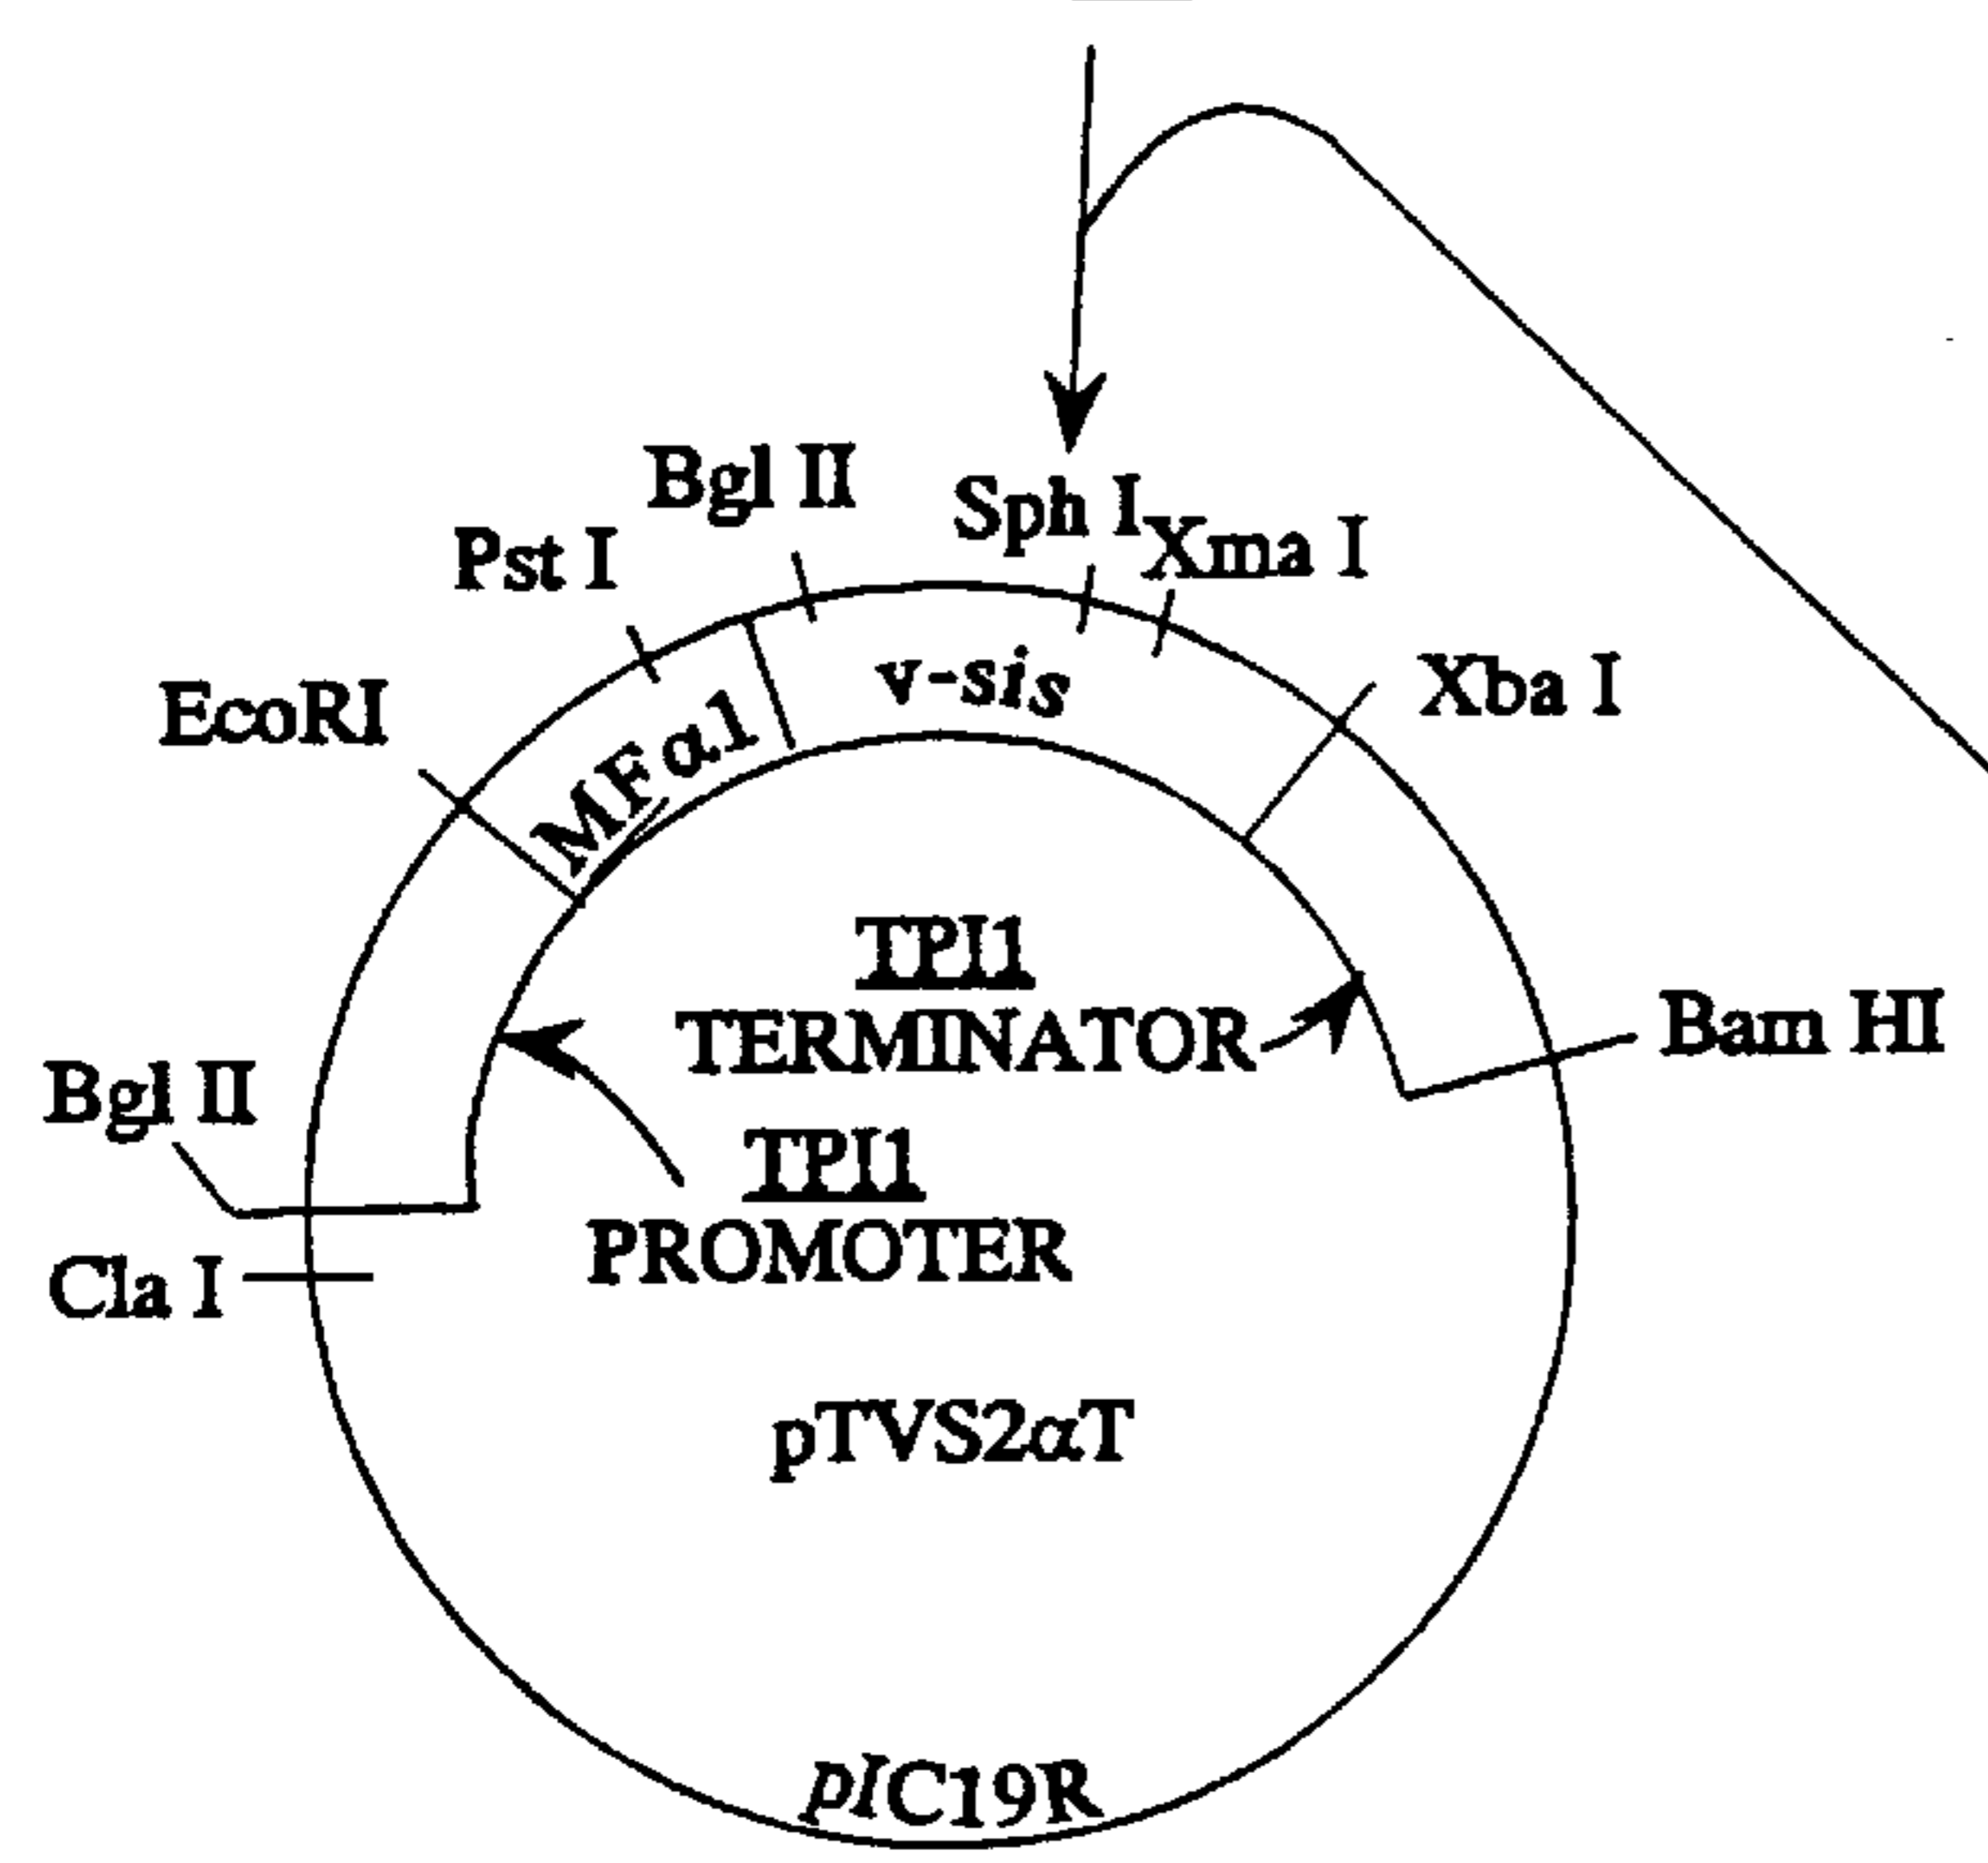 Bgl II
Sph I
Xma I
Pst I
EcoRI
v-sis
Xba I
MFα1
TPI1
TERMINATOR
Bam HI
Bgl II
TPI1
PROMOTER
Cla I
pTVS2αT
pIC19R